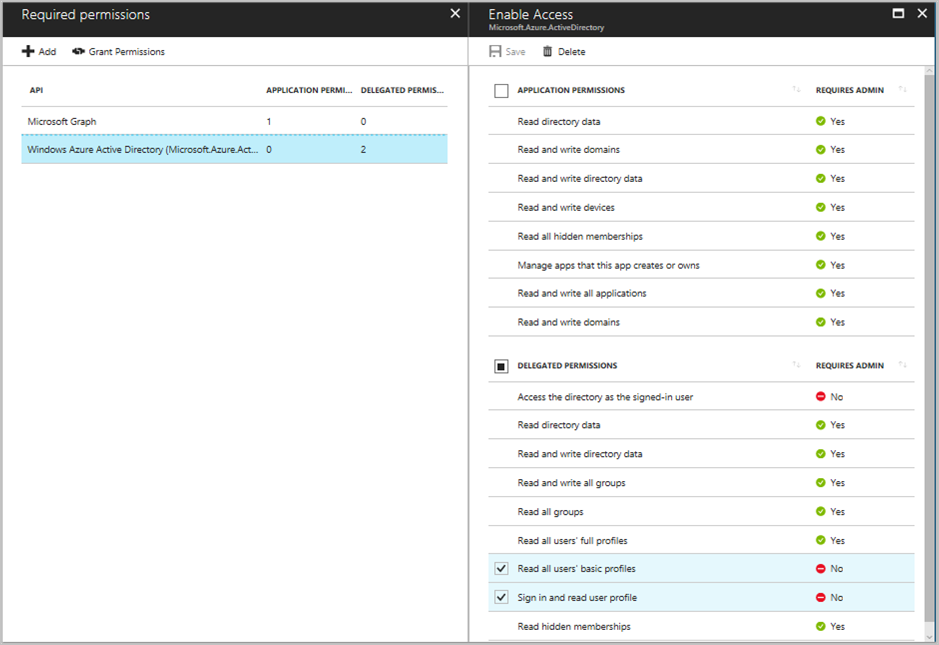 Required permissions
Add Grant Permissions
API APPLICATION PERMI... DELEGATED PERMIS...
Microsoft Graph 1 0
Windows Azure Active Directory (Microsoft.Azure.Act... 0 2
Enable Access
Microsoft.Azure.ActiveDirectory
Save Delete
APPLICATION PERMISSIONS REQUIRES ADMIN
Read directory data Yes
Read and write domains Yes
Read and write directory data Yes
Read and write devices Yes
Read all hidden memberships Yes
Manage apps that this app creates or owns Yes
Read and write all applications Yes
Read and write domains Yes
DELEGATED PERMISSIONS REQUIRES ADMIN
Access the directory as the signed-in user No
Read directory data Yes
Read and write directory data Yes
Read and write all groups Yes
Read all groups Yes
Read all users' full profiles Yes
Read all users' basic profiles No
Sign in and read user profile No
Read hidden memberships Yes